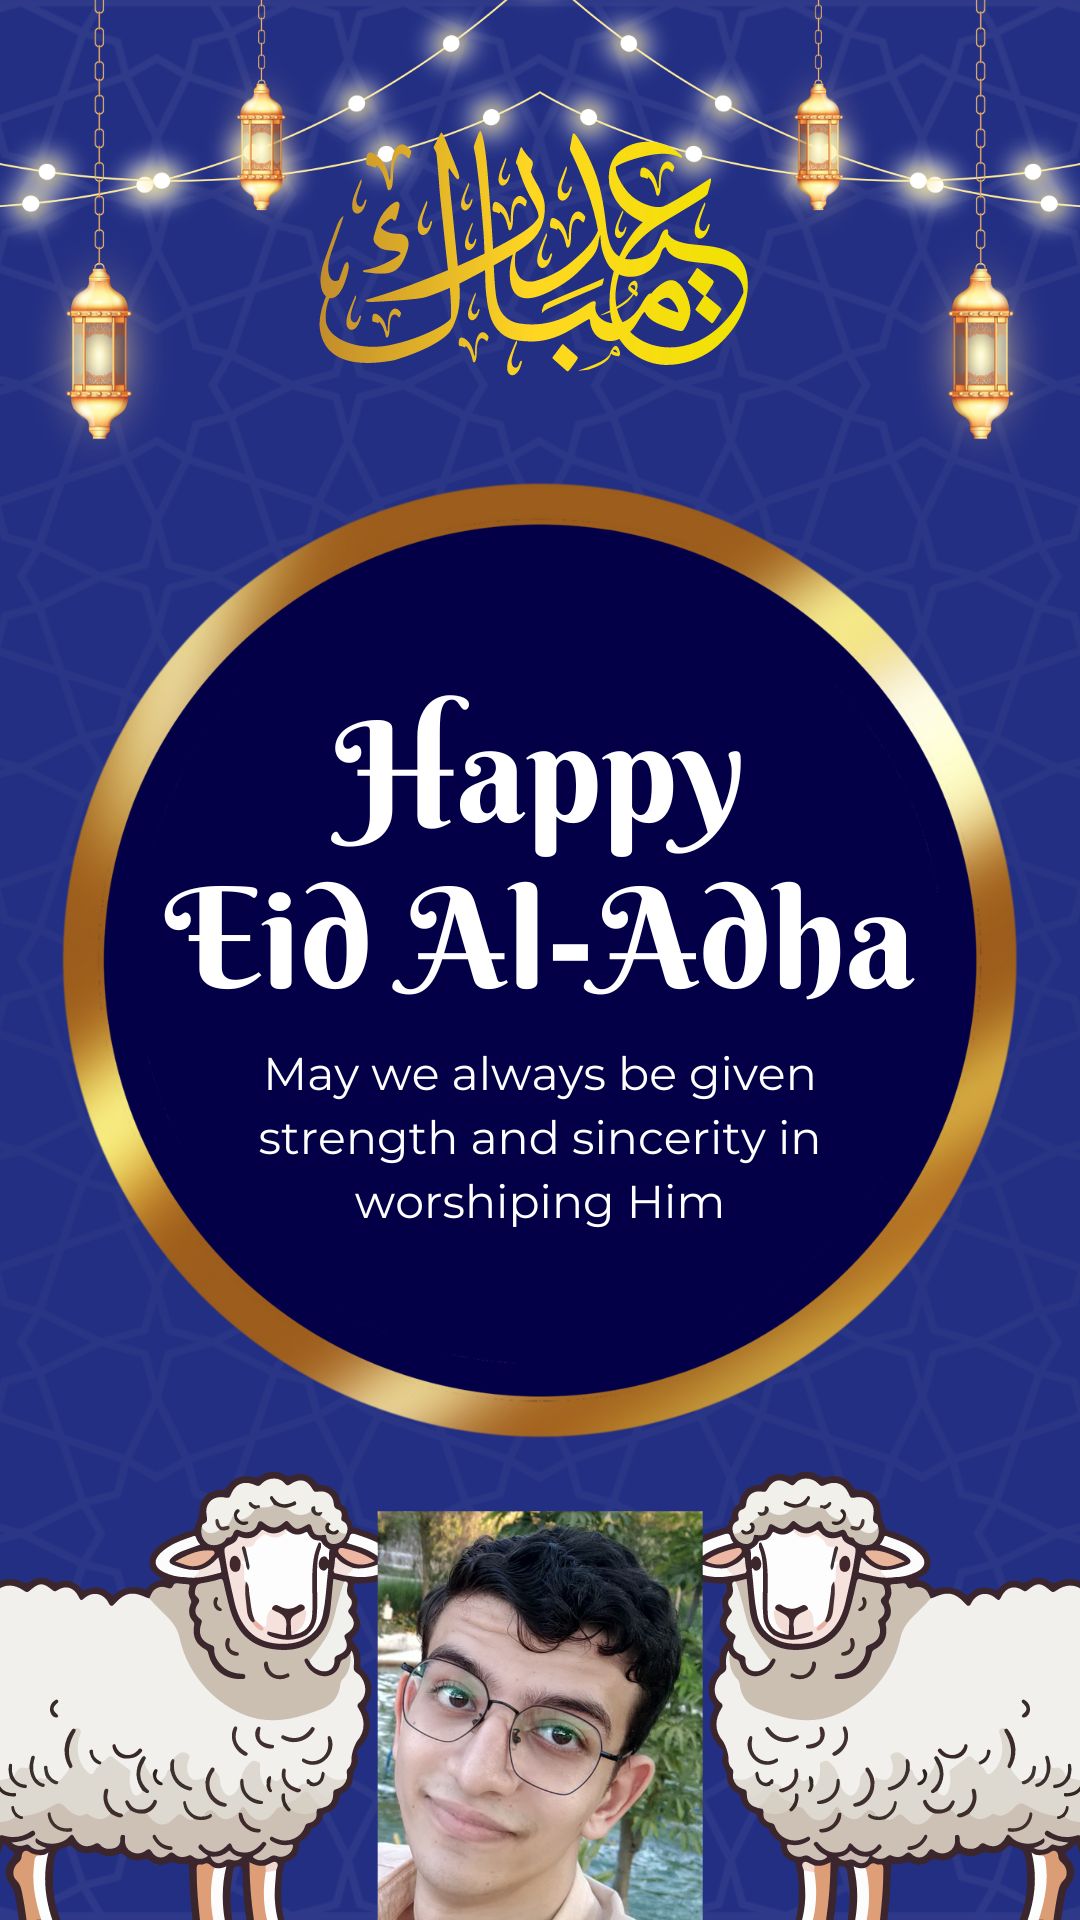 عيد مبارك
Happy
Eid Al-Adha
May we always be given
strength and sincerity in
worshiping Him